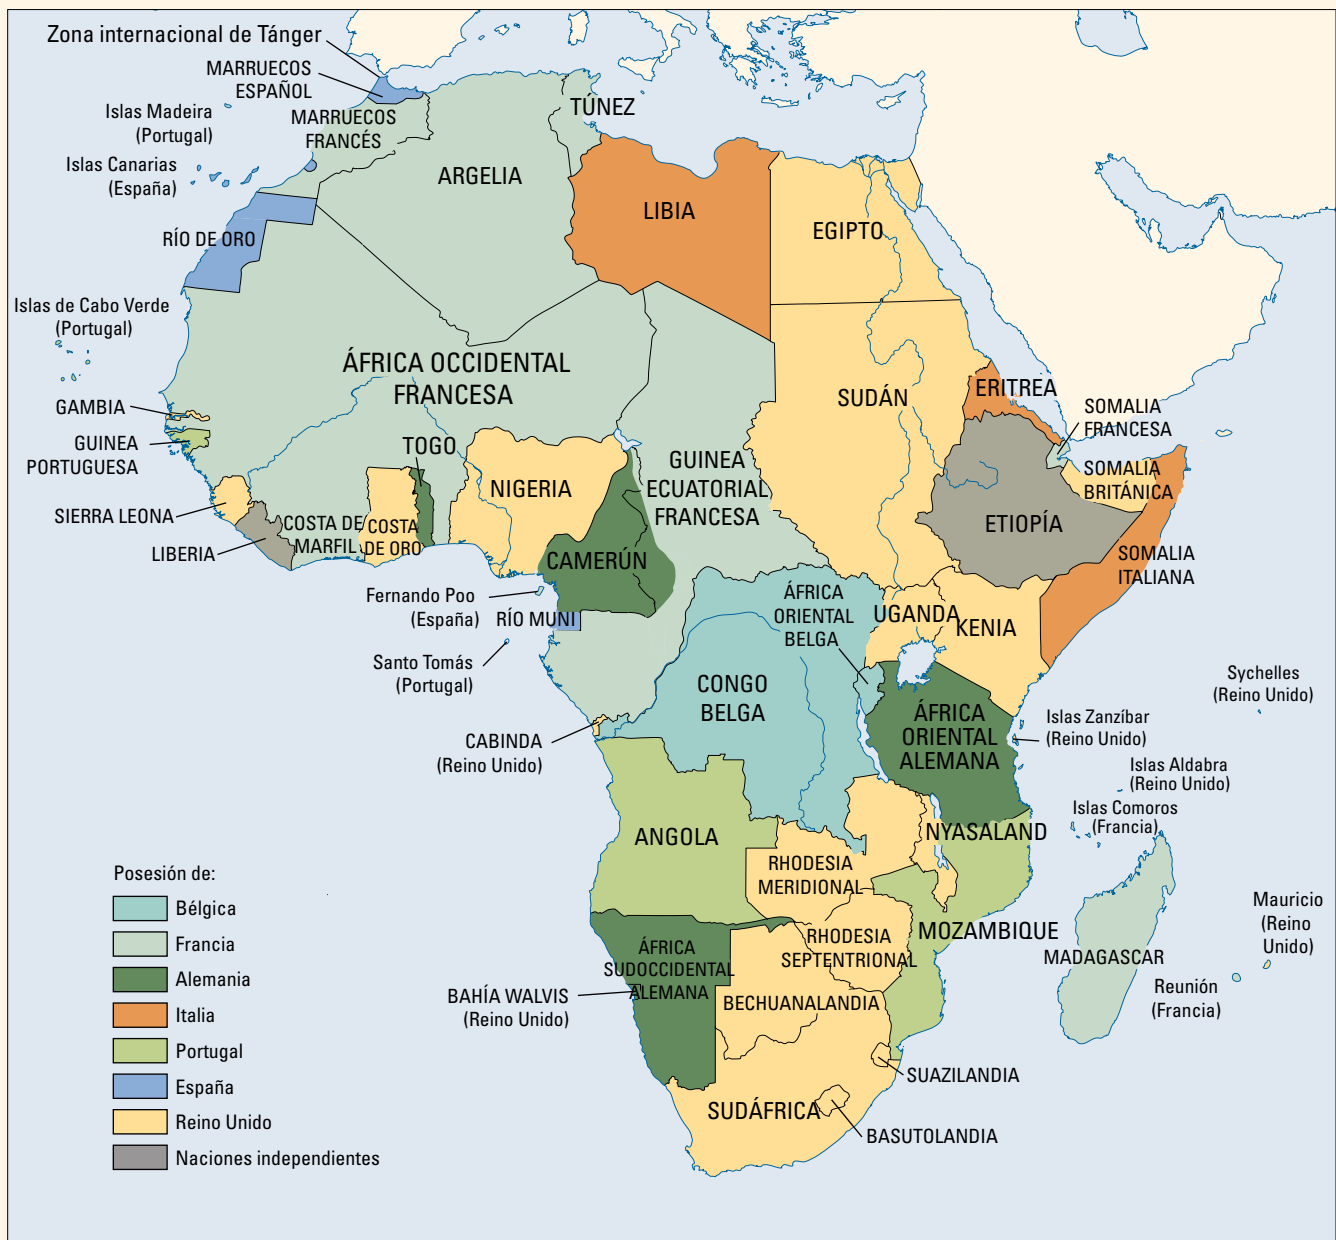 Zona internacional de Tánger
MARRUECOS
ESPAÑOL
Islas Madeira
(Portugal)
MARRUECOS
FRANCÉS
TÚNEZ
Islas Canarias
(España)
ARGELIA
LIBIA
EGIPTO
RÍO DE ORO
Islas de Cabo Verde
(Portugal)
ÁFRICA OCCIDENTAL
FRANCESA
SUDÁN
ERITREA
SOMALIA
FRANCESA
GAMBIA
GUINEA
PORTUGUESA
TOGO
NIGERIA
GUINEA
ECUATORIAL
FRANCESA
SOMALIA
BRITÁNICA
SIERRA LEONA
LIBERIA
COSTA DE
MARFIL
COSTA
DE ORO
CAMERÚN
ETIOPÍA
SOMALIA
ITALIANA
Fernando Poo
(España)
RÍO MUNI
ÁFRICA
ORIENTAL
BELGA
UGANDA
KENIA
Santo Tomás
(Portugal)
CONGO
BELGA
Sychelles
(Reino Unido)
CABINDA
(Reino Unido)
ÁFRICA
ORIENTAL
ALEMANA
Islas Zanzíbar
(Reino Unido)
Islas Aldabra
(Reino Unido)
Islas Comoros
(Francia)
ANGOLA
NYASALAND
RHODESIA
MERIDIONAL
Mauricio
(Reino
Unido)
MOZAMBIQUE
RHODESIA
SEPTENTRIONAL
ÁFRICA
SUDOCCIDENTAL
ALEMANA
MADAGASCAR
Reunión
(Francia)
BAHÍA WALVIS
(Reino Unido)
BECHUANALANDIA
SUAZILANDIA
SUDÁFRICA
BASUTOLANDIA
Posesión de:
Bélgica
Francia
Alemania
Italia
Portugal
España
Reino Unido
Naciones independientes